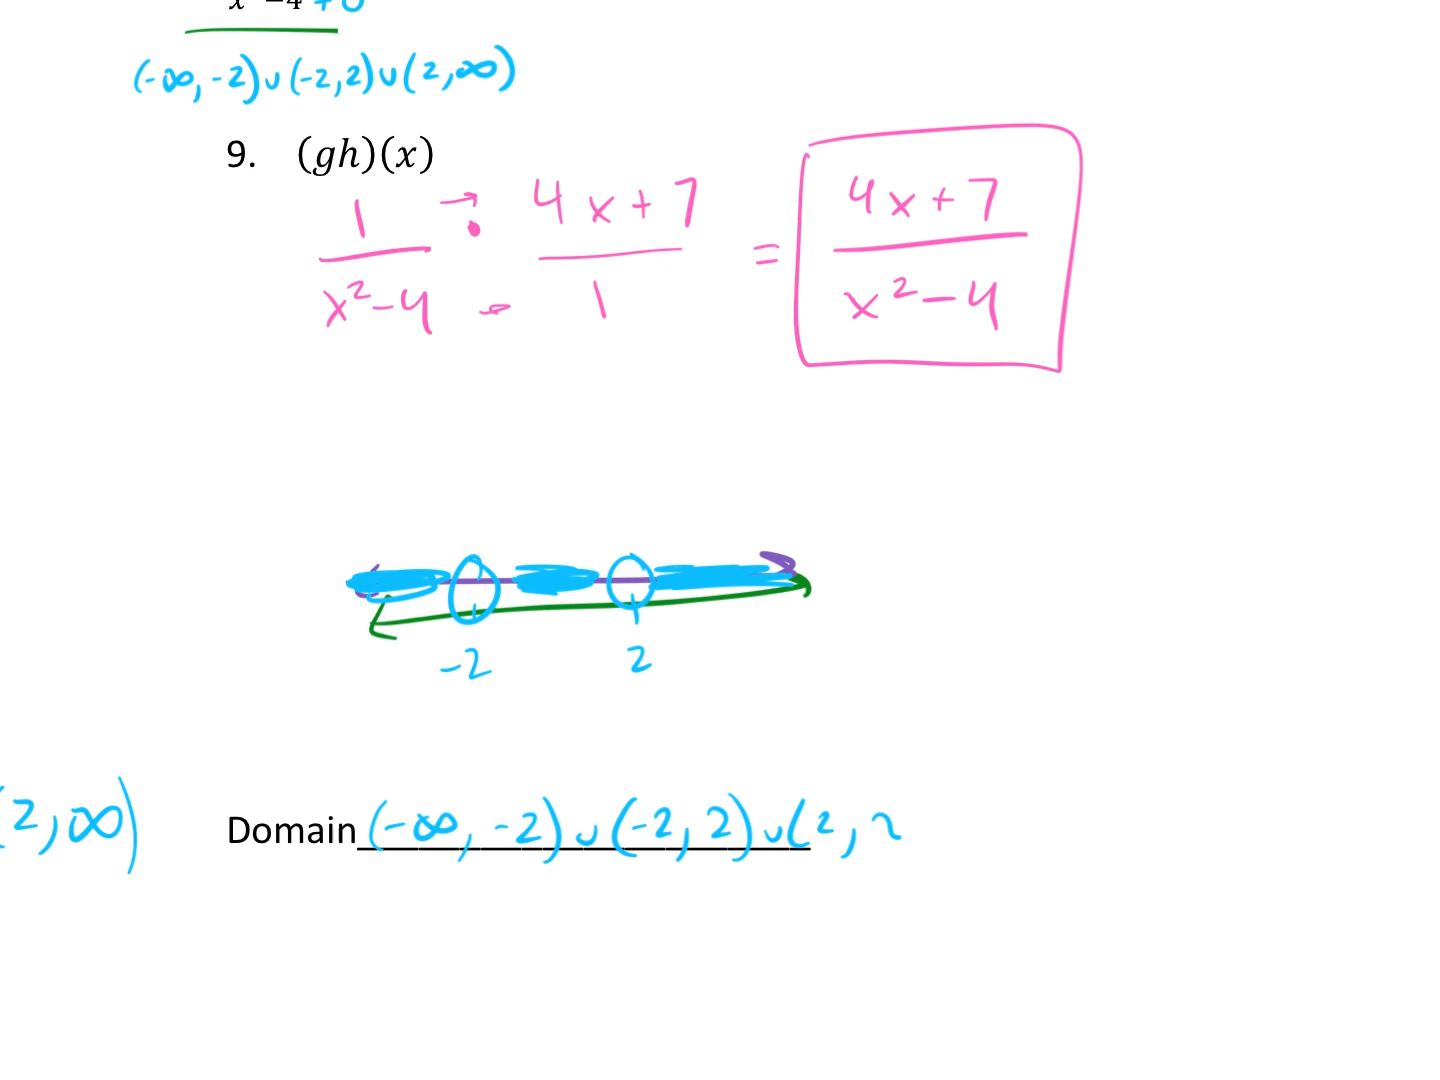 (-∞, -2)∪(-2,2)∪(2,∞)
9. (gh)(x)
1/(x²-4) · (4x+7)/1 = (4x+7)/(x²-4)
-2 2
2,∞) Domain (-∞, -2)∪(-2, 2)∪(2,